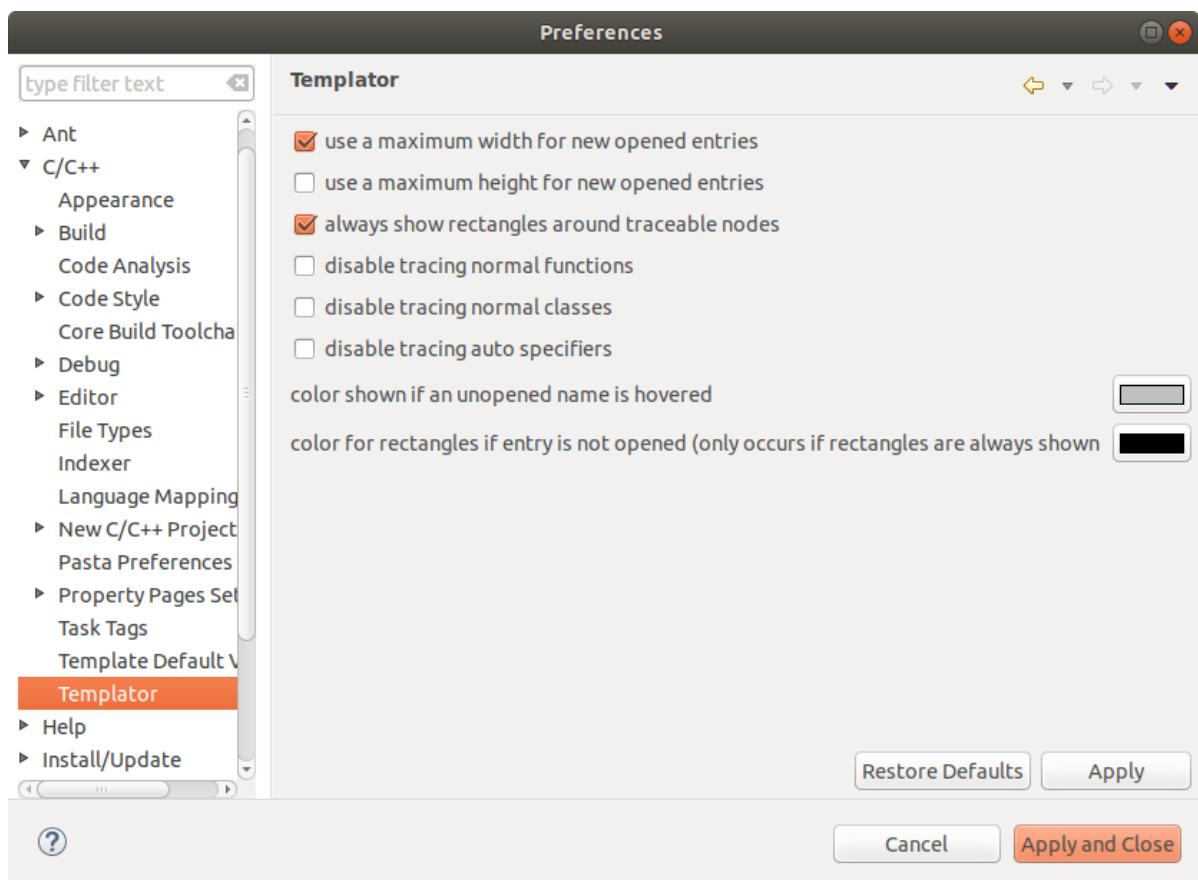 Preferences
type filter text
Ant
C/C++
Appearance
Build
Code Analysis
Code Style
Core Build Toolcha
Debug
Editor
File Types
Indexer
Language Mapping
New C/C++ Project
Pasta Preferences
Property Pages Set
Task Tags
Template Default V
Templator
Help
Install/Update
Templator
use a maximum width for new opened entries
use a maximum height for new opened entries
always show rectangles around traceable nodes
disable tracing normal functions
disable tracing normal classes
disable tracing auto specifiers
color shown if an unopened name is hovered
color for rectangles if entry is not opened (only occurs if rectangles are always shown
Restore Defaults Apply
? Cancel Apply and Close